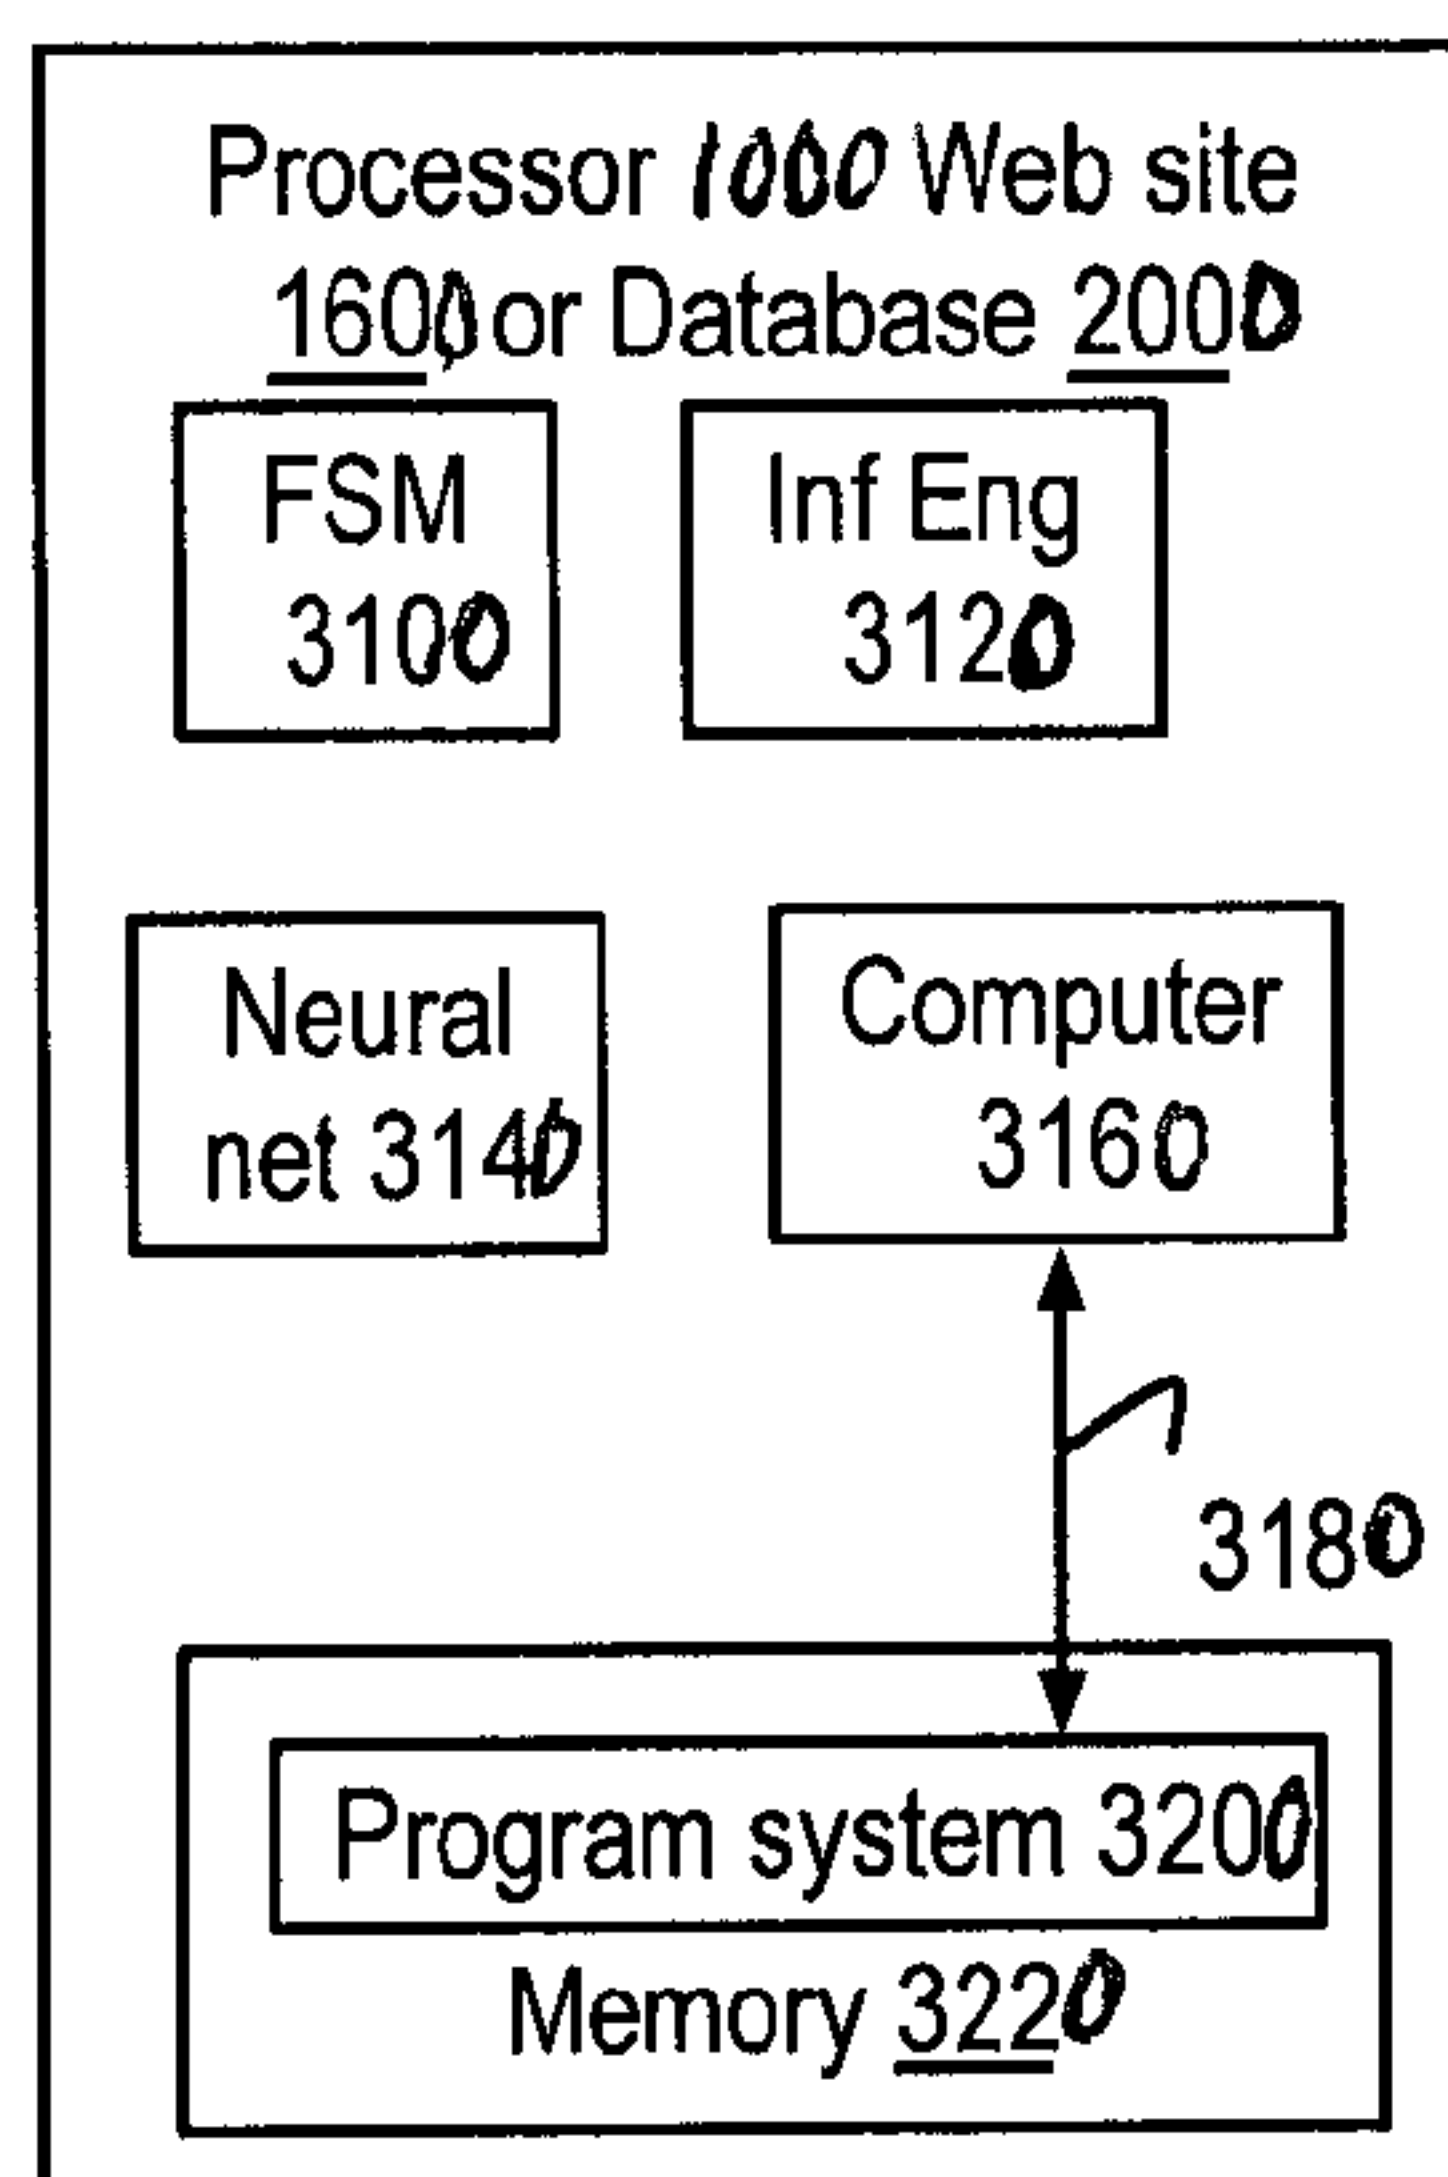 Processor 1000 Web site
1600 or Database 2000
FSM
3100
Inf Eng
3120
Neural
net 3140
Computer
3160
3180
Program system 3200
Memory 3220